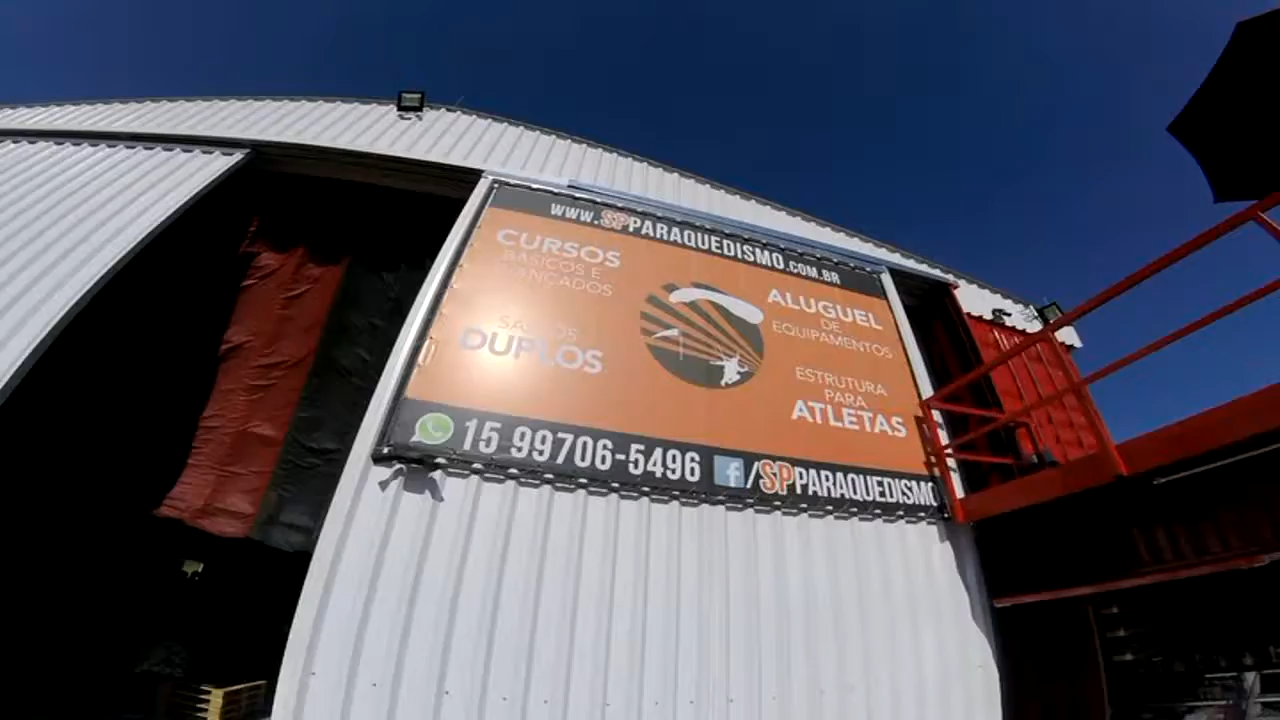 www.SPPARAQUEDISMO.COM.BR
CURSOS
BÁSICOS E
AVANÇADOS
SALTOS
DUPLOS
ALUGUEL
DE
EQUIPAMENTOS
ESTRUTURA
PARA
ATLETAS
15 99706-5496
f/SPPARAQUEDISMO